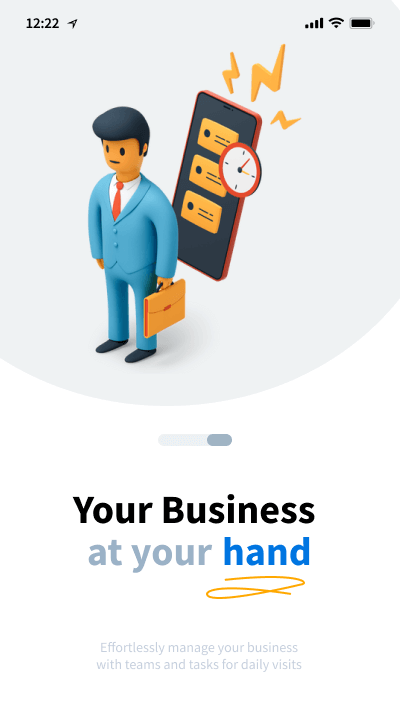 12:22
Your Business
at your hand
Effortlessly manage your business
with teams and tasks for daily visits